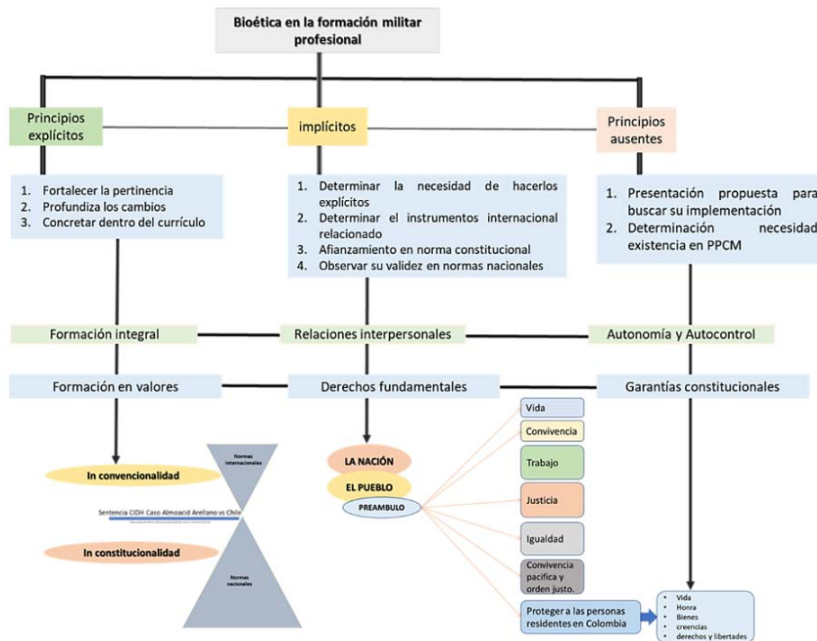 Bioética en la formación militar
profesional
Principios
explícitos
implícitos
Principios
ausentes
1. Fortalecer la pertinencia
2. Profundiza los cambios
3. Concretar dentro del currículo
1. Determinar la necesidad de hacerlos
explícitos
2. Determinar el instrumentos internacional
relacionado
3. Afianzamiento en norma constitucional
4. Observar su validez en normas nacionales
1. Presentación propuesta para
buscar su implementación
2. Determinación necesidad
existencia en PPCM
Formación integral
Relaciones interpersonales
Autonomía y Autocontrol
Formación en valores
Derechos fundamentales
Garantías constitucionales
Normas
internacionales
In convencionalidad
Sentencia CIDH Caso Almoacid Arellano vs Chile
In constitucionalidad
Normas
nacionales
LA NACIÓN
EL PUEBLO
PREAMBULO
Vida
Convivencia
Trabajo
Justicia
Igualdad
Convivencia
pacifica y
orden justo.
Proteger a las personas
residentes en Colombia
• Vida
• Honra
• Bienes
• creencias
• derechos y libertades